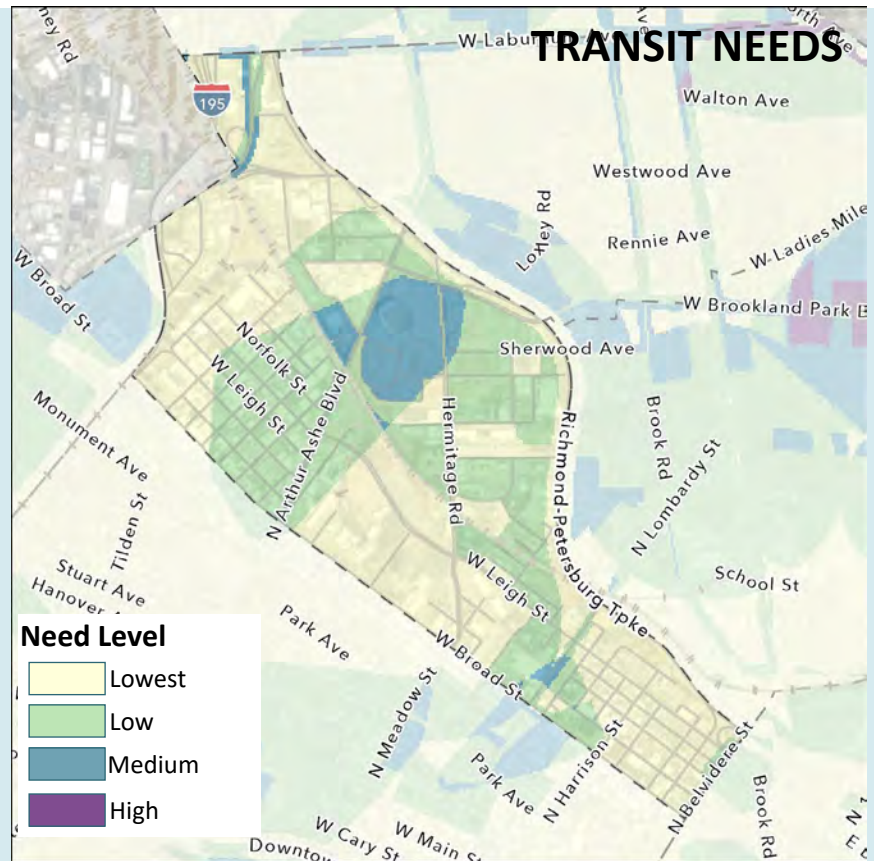 TRANSIT NEEDS
W Laburnum Ave
195
Walton Ave
Westwood Ave
Loxley Rd
Rennie Ave
W Ladies Mile
W Brookland Park B
W Broad St
Sherwood Ave
Norfolk St
W Leigh St
N Arthur Ashe Blvd
Hermitage Rd
Richmond-Petersburg Tpke
Brook Rd
N Lombardy St
Monument Ave
Tilden St
Stuart Ave
Hanover
School St
W Leigh St
Park Ave
W Broad St
N Meadow St
Park Ave
N Harrison St
N Belvidere St
Brook Rd
W Cary St
W Main St
Downtow
Need Level
Lowest
Low
Medium
High